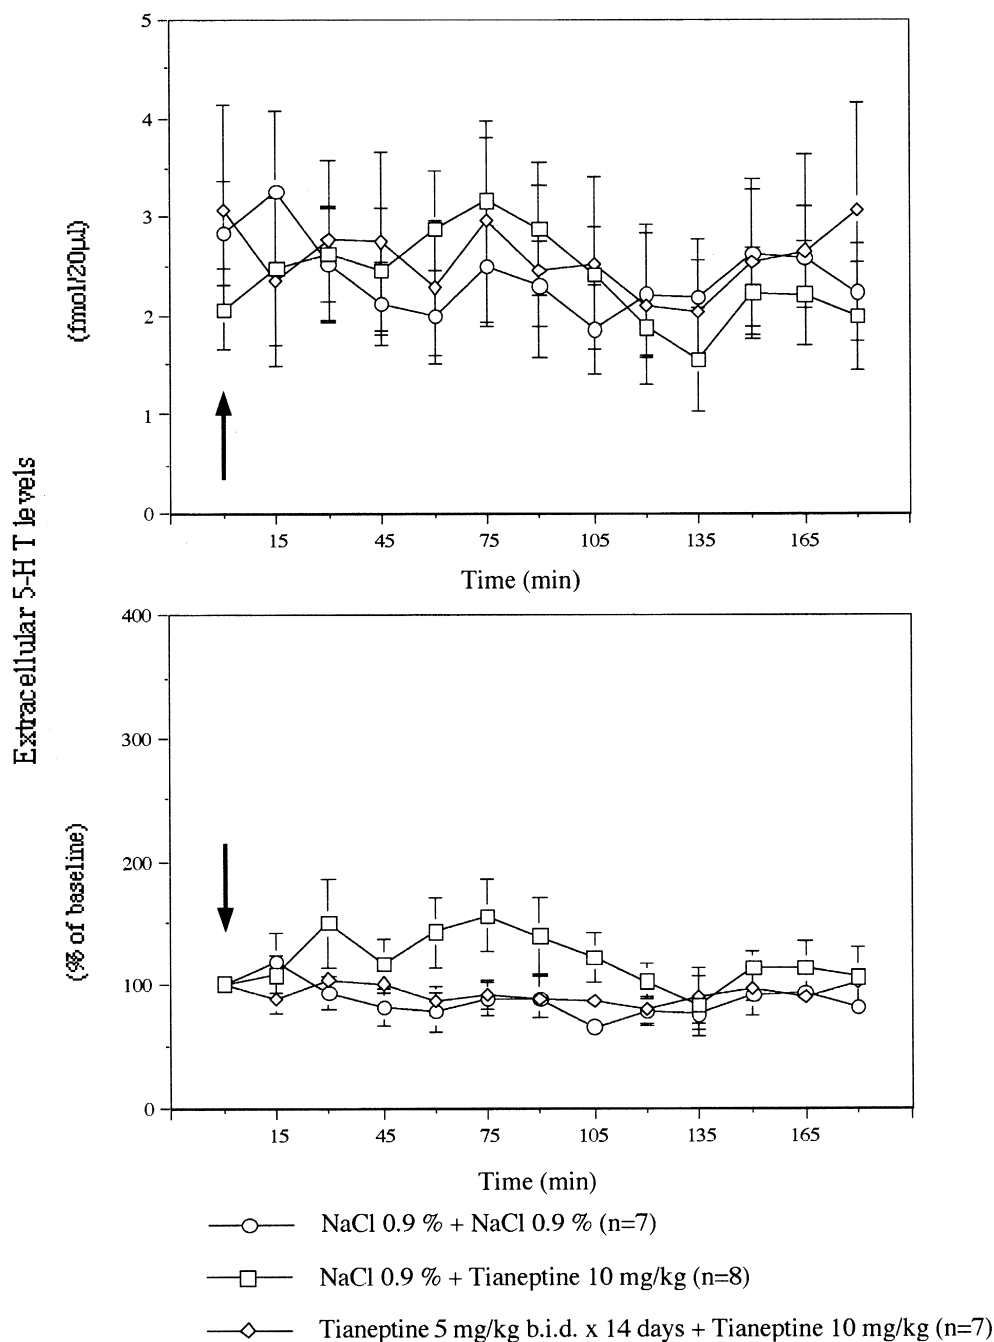 Extracellular 5-HT levels
(fmol/20µl)
5
4
3
2
1
0
15 45 75 105 135 165
Time (min)
(% of baseline)
400
300
200
100
0
15 45 75 105 135 165
Time (min)
NaCl 0.9 % + NaCl 0.9 % (n=7)
NaCl 0.9 % + Tianeptine 10 mg/kg (n=8)
Tianeptine 5 mg/kg b.i.d. x 14 days + Tianeptine 10 mg/kg (n=7)